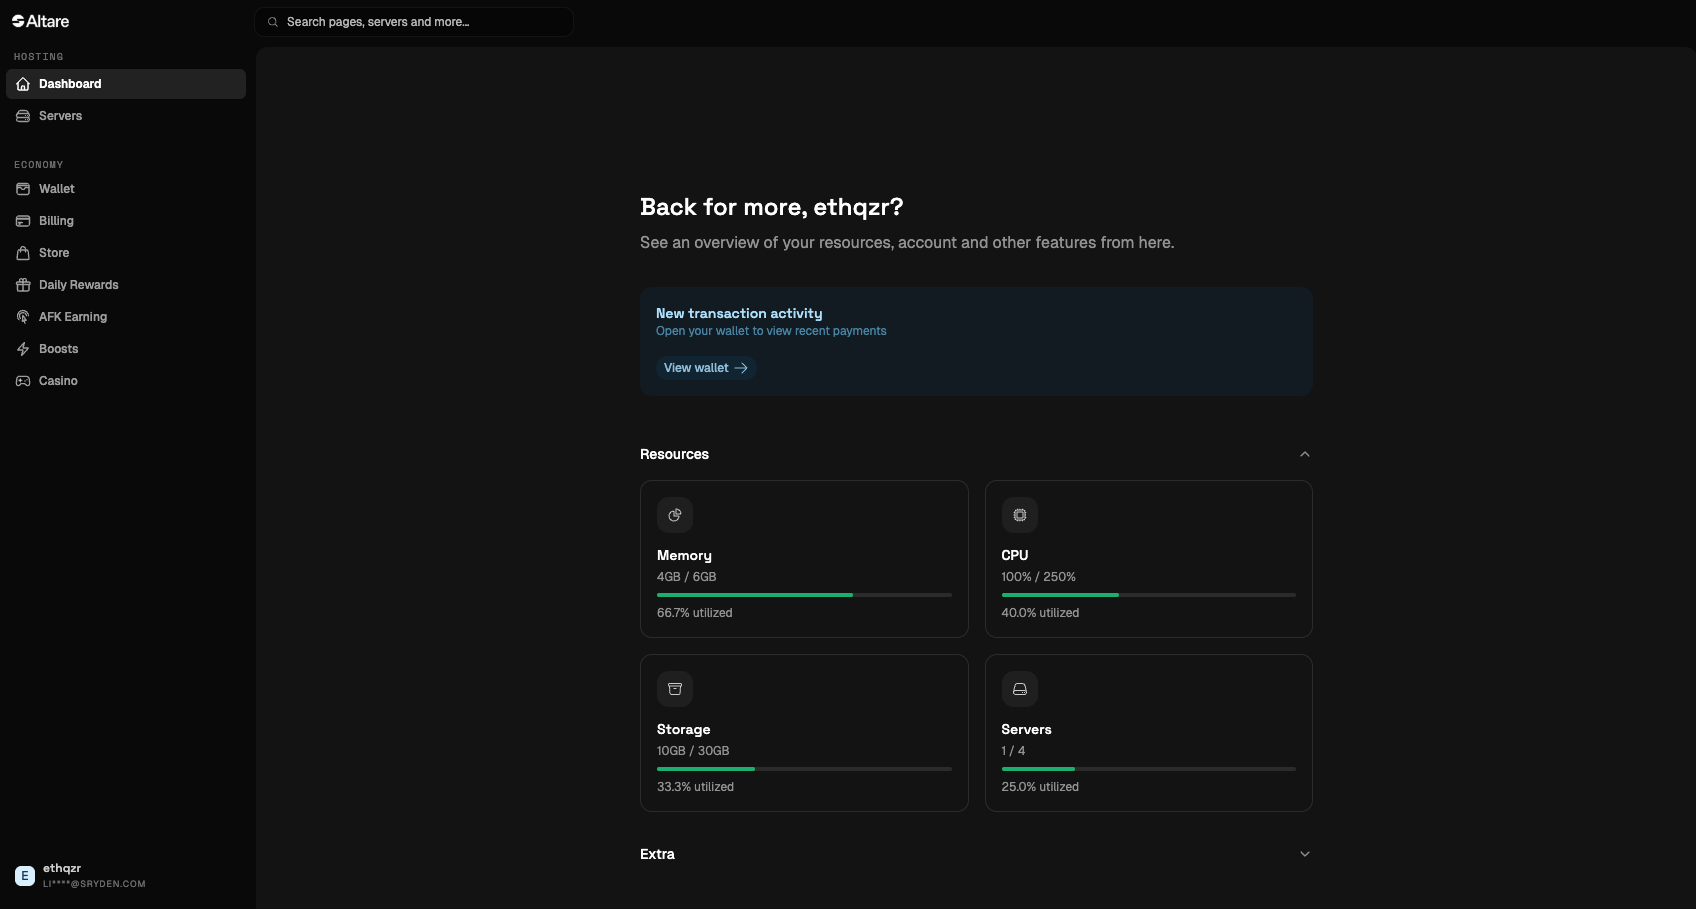 Altare
Search pages, servers and more...
HOSTING
Dashboard
Servers
ECONOMY
Wallet
Billing
Store
Daily Rewards
AFK Earning
Boosts
Casino
Back for more, ethqzr?
See an overview of your resources, account and other features from here.
New transaction activity
Open your wallet to view recent payments
View wallet
Resources
Memory
4GB / 6GB
66.7% utilized
CPU
100% / 250%
40.0% utilized
Storage
10GB / 30GB
33.3% utilized
Servers
1 / 4
25.0% utilized
Extra
E
ethqzr
LI****@SRYDEN.COM